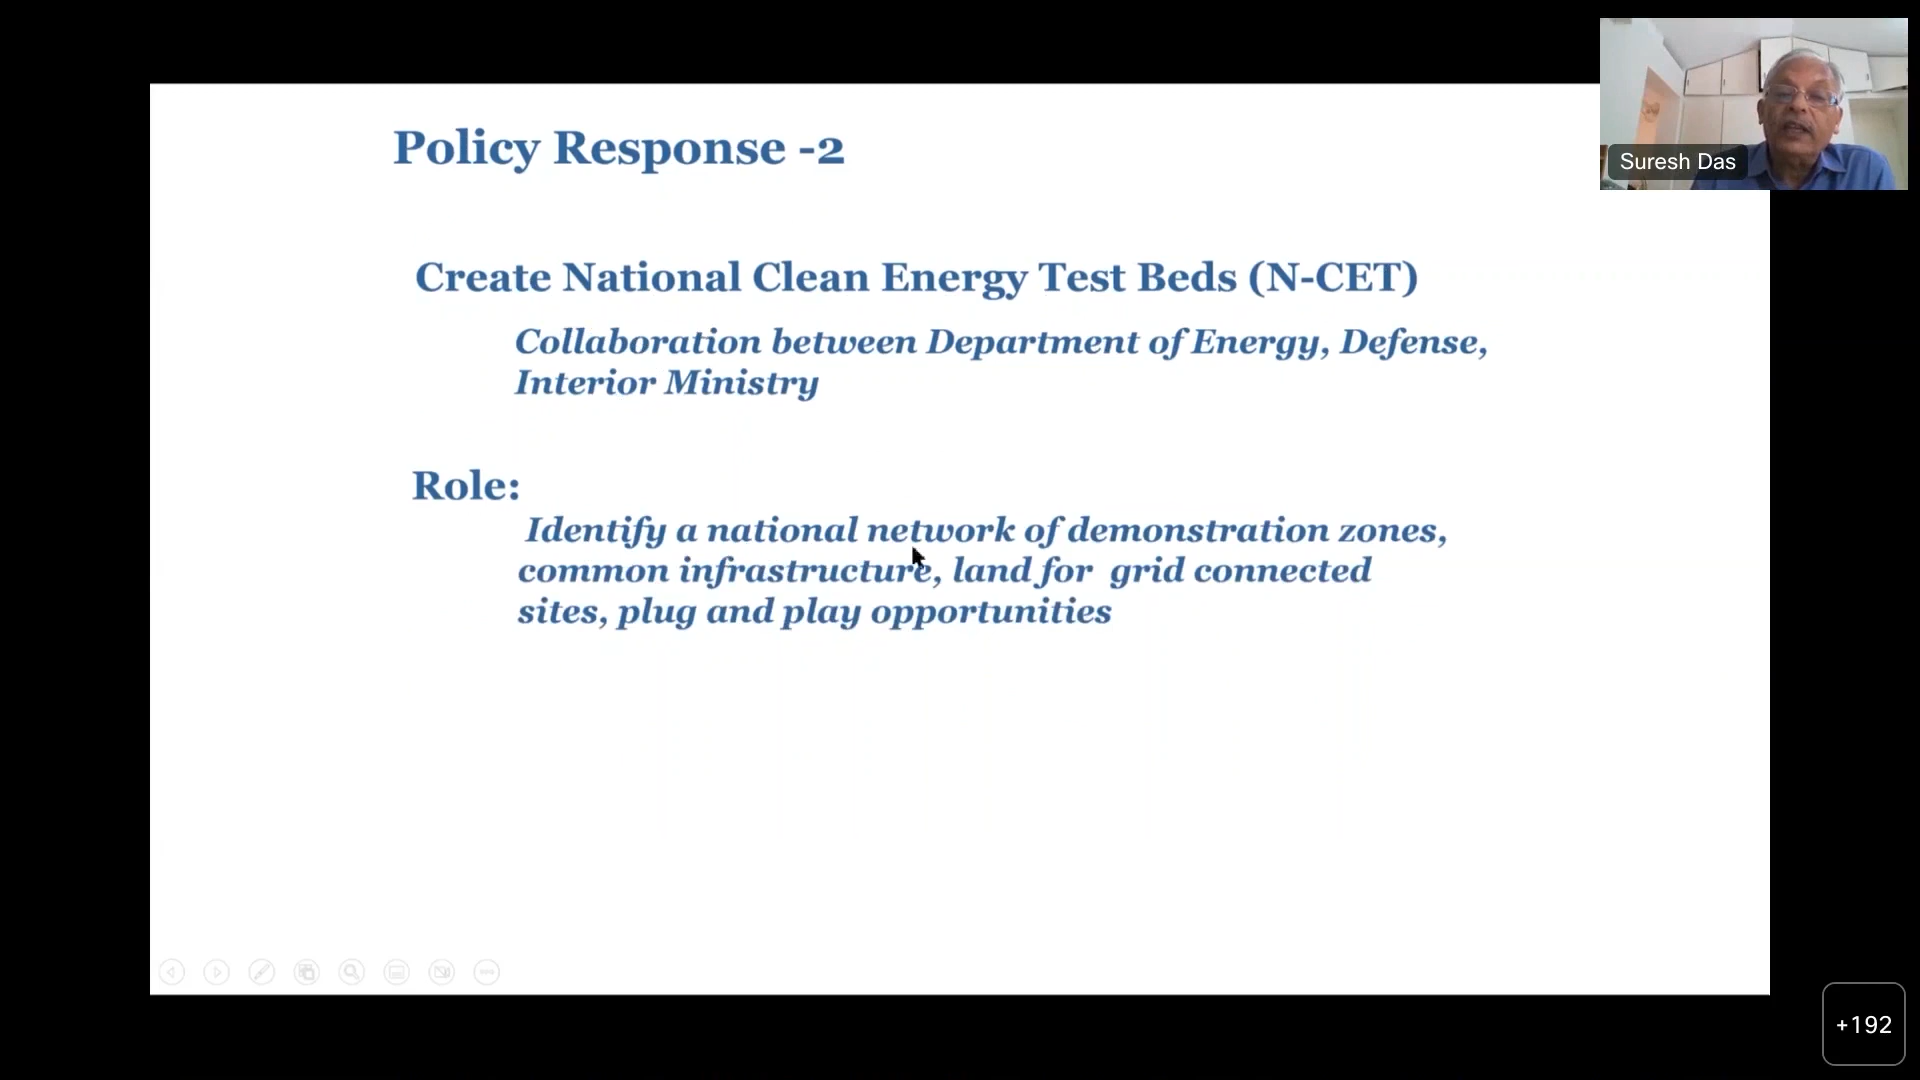 Policy Response -2
Create National Clean Energy Test Beds (N-CET)
Collaboration between Department of Energy, Defense,
Interior Ministry
Role:
Identify a national network of demonstration zones,
common infrastructure, land for grid connected
sites, plug and play opportunities
Suresh Das
+192